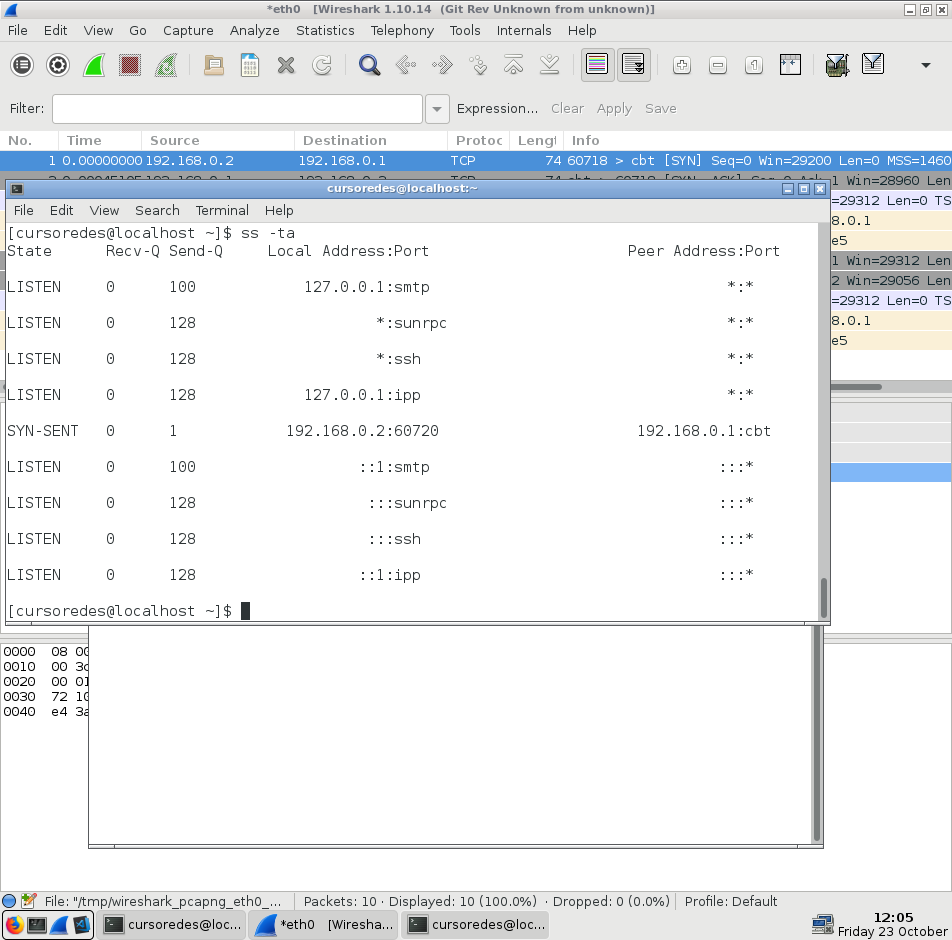 *eth0 [Wireshark 1.10.14 (Git Rev Unknown from unknown)]
File Edit View Go Capture Analyze Statistics Telephony Tools Internals Help
Filter: Expression... Clear Apply Save
No. Time Source Destination Protoc Lengt Info
1 0.00000000 192.168.0.2 192.168.0.1 TCP 74 60718 > cbt [SYN] Seq=0 Win=29200 Len=0 MSS=1460
1 Win=28960 Len
cursoredes@localhost:~
File Edit View Search Terminal Help
=29312 Len=0 TS
8.0.1
e5
1 Win=29312 Len
2 Win=29056 Len
=29312 Len=0 TS
8.0.1
e5
[cursoredes@localhost ~]$ ss -ta
State Recv-Q Send-Q Local Address:Port Peer Address:Port
LISTEN 0 100 127.0.0.1:smtp *:*
LISTEN 0 128 *:sunrpc *:*
LISTEN 0 128 *:ssh *:*
LISTEN 0 128 127.0.0.1:ipp *:*
SYN-SENT 0 1 192.168.0.2:60720 192.168.0.1:cbt
LISTEN 0 100 ::1:smtp :::*
LISTEN 0 128 :::sunrpc :::*
LISTEN 0 128 :::ssh :::*
LISTEN 0 128 ::1:ipp :::*
[cursoredes@localhost ~]$
0000 08 00
0010 00 3c
0020 00 01
0030 72 10
0040 e4 3a
File: "/tmp/wireshark_pcapng_eth0_... Packets: 10 · Displayed: 10 (100.0%) · Dropped: 0 (0.0%) Profile: Default
cursoredes@loc... *eth0 [Wiresha... cursoredes@loc...
12:05
Friday 23 October